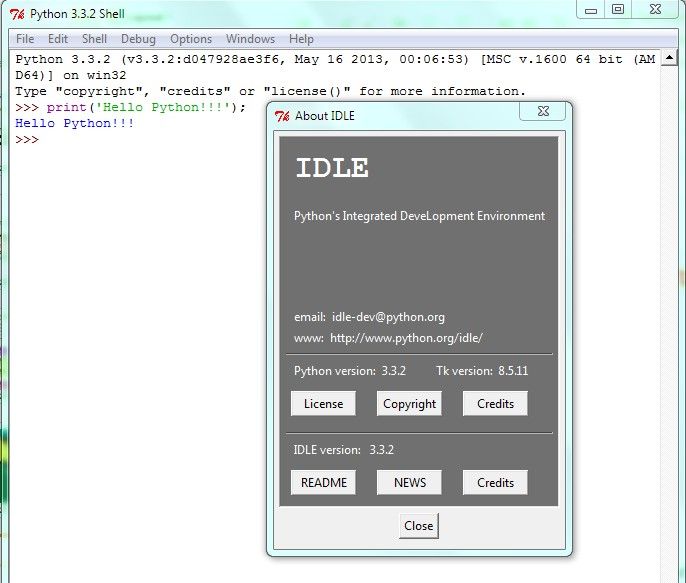 Python 3.3.2 Shell
File Edit Shell Debug Options Windows Help
Python 3.3.2 (v3.3.2:d047928ae3f6, May 16 2013, 00:06:53) [MSC v.1600 64 bit (AM
D64)] on win32
Type "copyright", "credits" or "license()" for more information.
>>> print('Hello Python!!!');
Hello Python!!!
>>>
About IDLE
IDLE
Python's Integrated DeveLopment Environment
email: idle-dev@python.org
www: http://www.python.org/idle/
Python version: 3.3.2 Tk version: 8.5.11
License Copyright Credits
IDLE version: 3.3.2
README NEWS Credits
Close